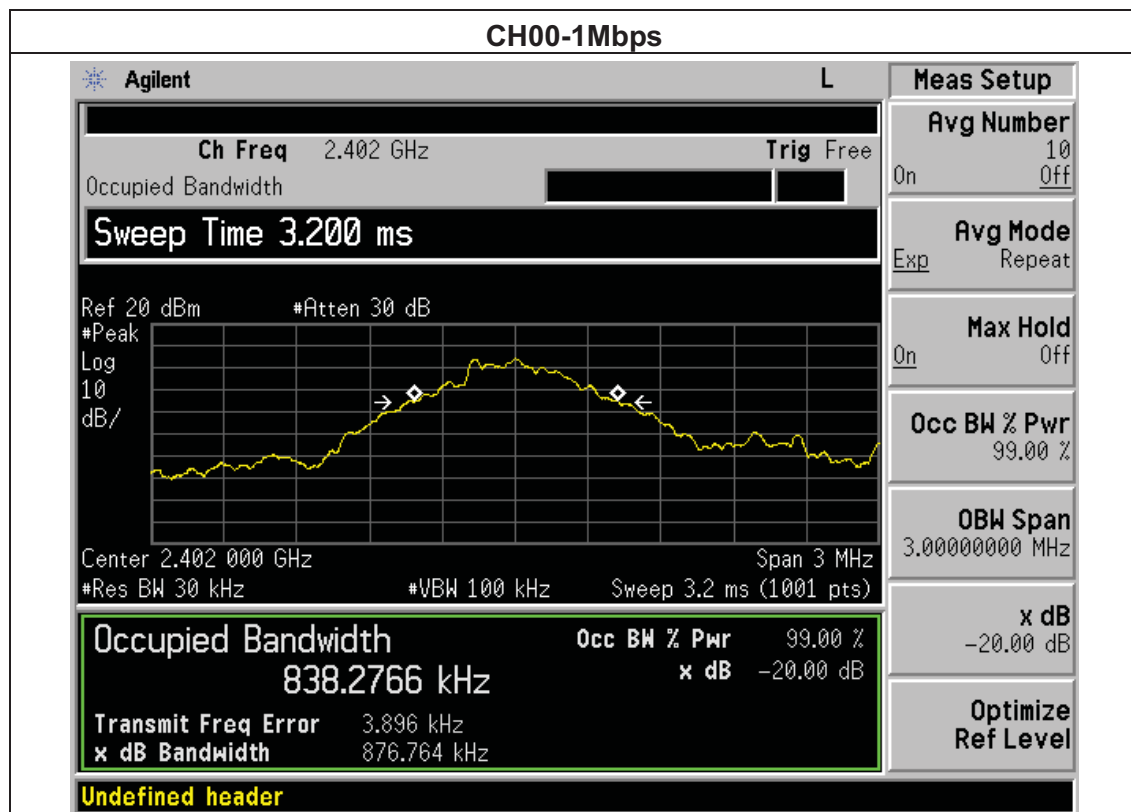 CH00-1Mbps
Agilent L
Ch Freq 2.402 GHz Trig Free
Occupied Bandwidth
Sweep Time 3.200 ms
Ref 20 dBm #Atten 30 dB
#Peak
Log
10
dB/
Center 2.402 000 GHz Span 3 MHz
#Res BW 30 kHz #VBW 100 kHz Sweep 3.2 ms (1001 pts)
Occupied Bandwidth Occ BW % Pwr 99.00 %
838.2766 kHz x dB -20.00 dB
Transmit Freq Error 3.896 kHz
x dB Bandwidth 876.764 kHz
Undefined header
Meas Setup
Avg Number
10
On Off
Avg Mode
Exp Repeat
Max Hold
On Off
Occ BW % Pwr
99.00 %
OBW Span
3.00000000 MHz
x dB
-20.00 dB
Optimize
Ref Level